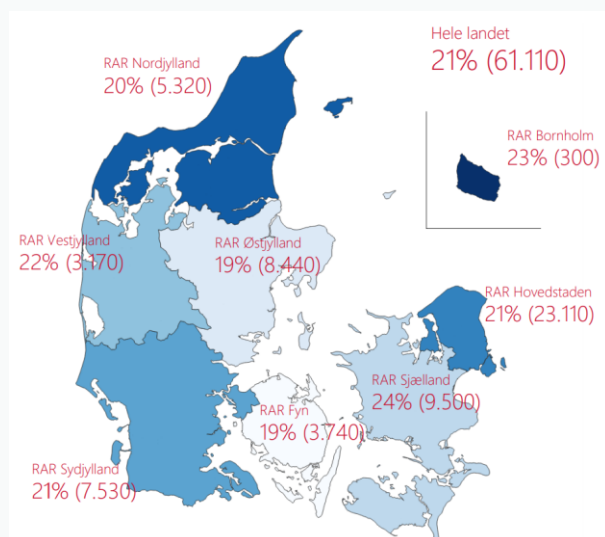 Hele landet
21% (61.110)
RAR Nordjylland
20% (5.320)
RAR Bornholm
23% (300)
RAR Vestjylland
22% (3.170)
RAR Østjylland
19% (8.440)
RAR Hovedstaden
21% (23.110)
RAR Sjælland
24% (9.500)
RAR Fyn
19% (3.740)
RAR Sydjylland
21% (7.530)